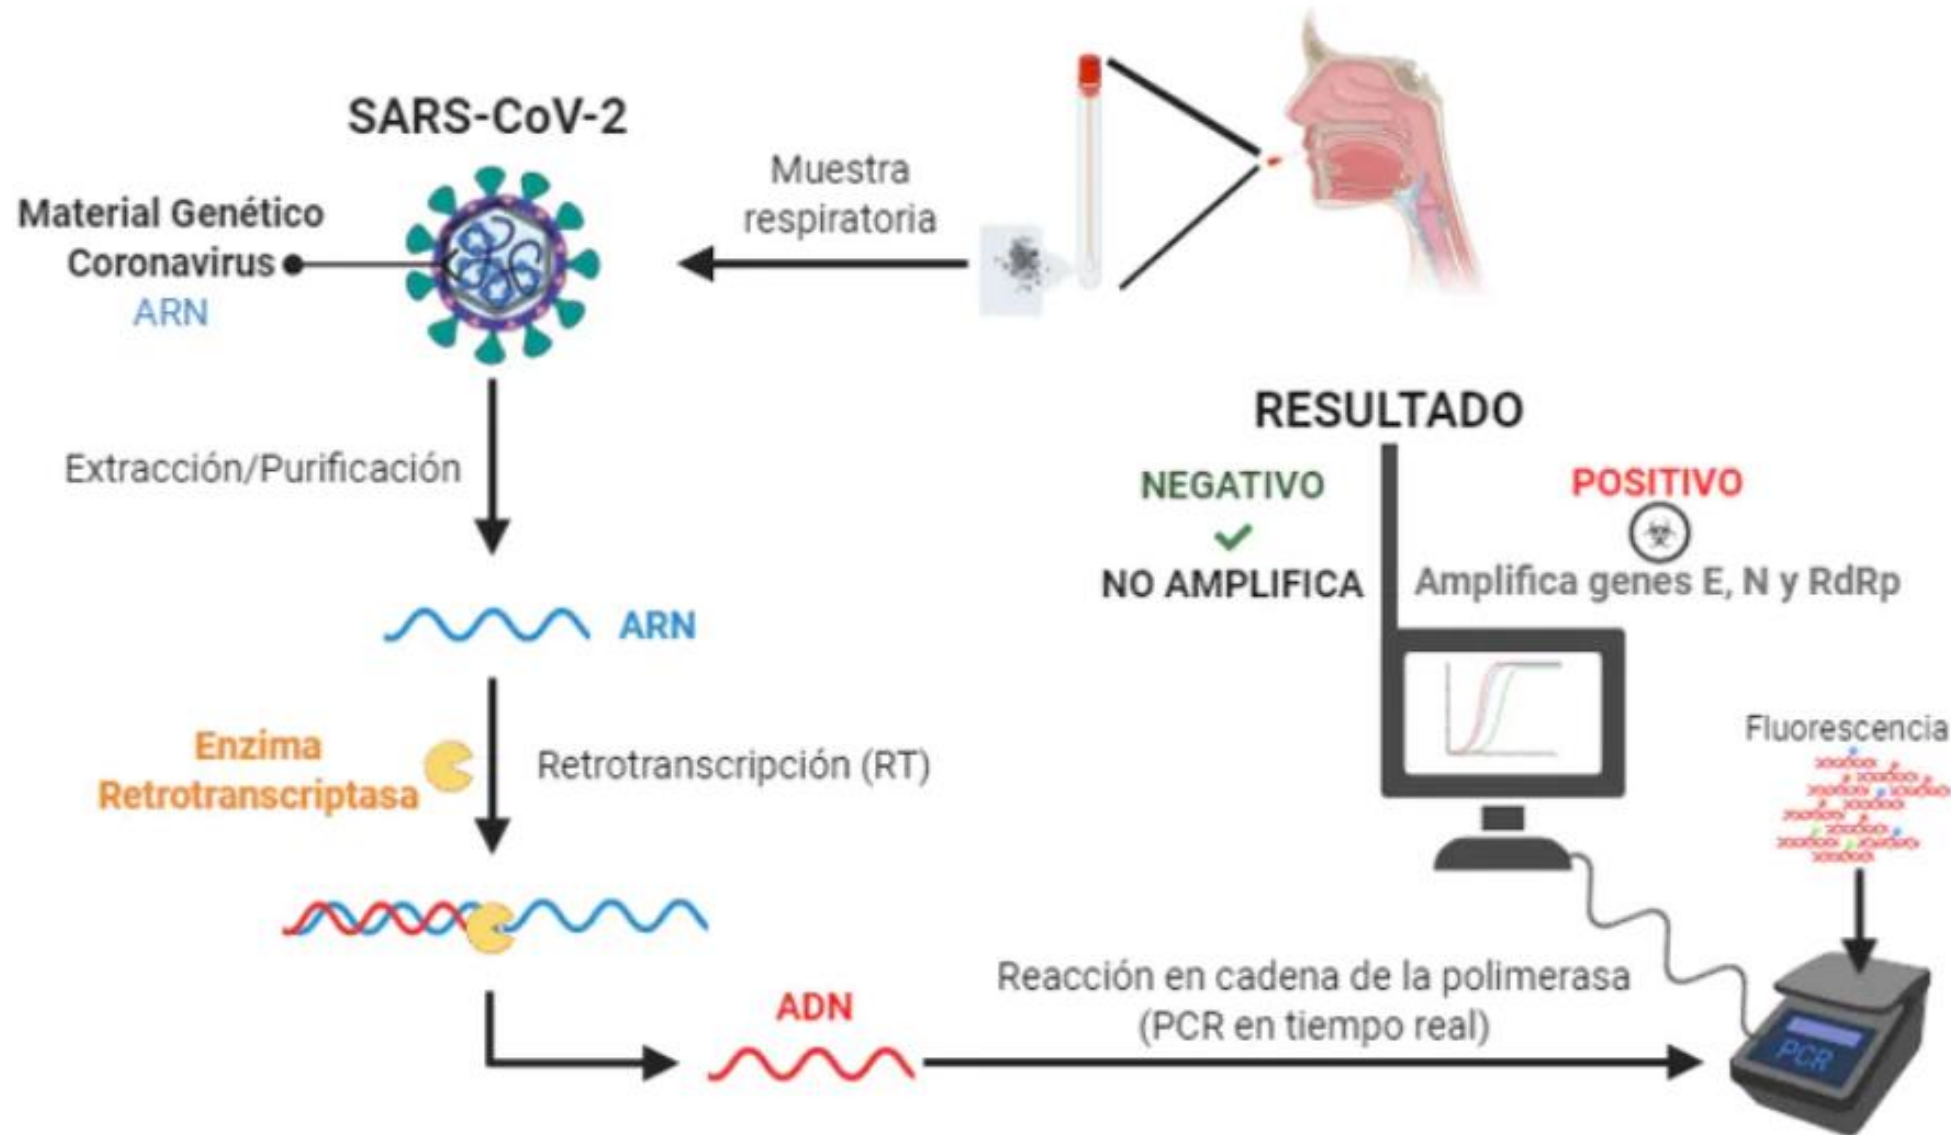 SARS-CoV-2
Muestra
respiratoria
Material Genético
Coronavirus
ARN
Extracción/Purificación
ARN
Enzima
Retrotranscriptasa
Retrotranscripción (RT)
ADN
Reacción en cadena de la polimerasa
(PCR en tiempo real)
RESULTADO
NEGATIVO
NO AMPLIFICA
POSITIVO
Amplifica genes E, N y RdRp
Fluorescencia
PCR